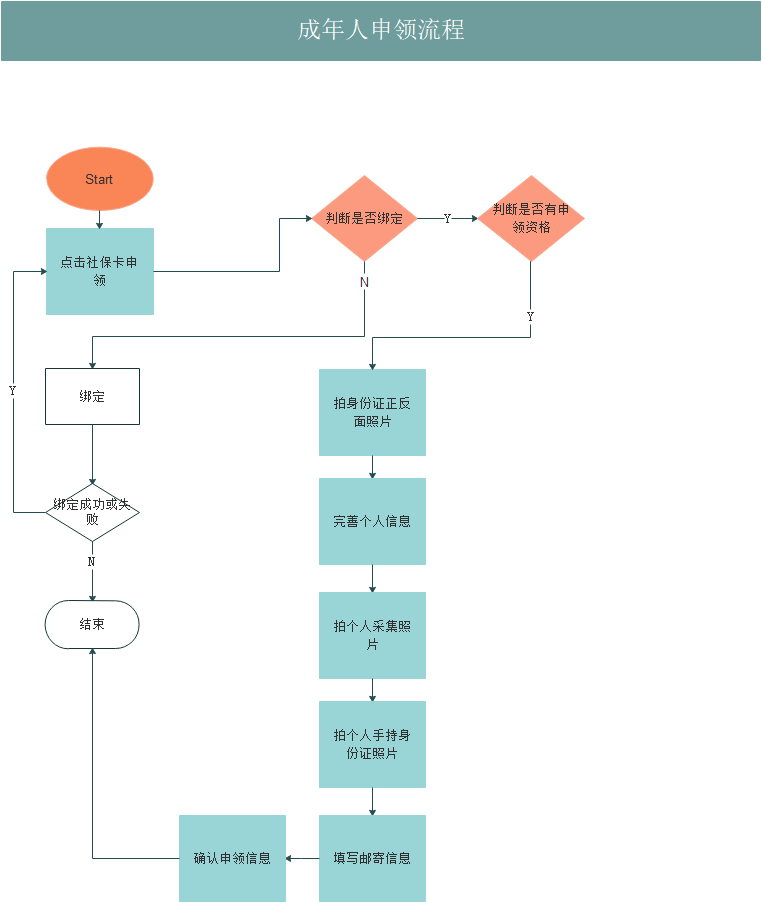 成年人申领流程
Start
点击社保卡申
领
判断是否绑定
Y
判断是否有申
领资格
N
Y
Y
绑定
绑定成功或失
败
N
结束
拍身份证正反
面照片
完善个人信息
拍个人采集照
片
拍个人手持身
份证照片
填写邮寄信息
确认申领信息